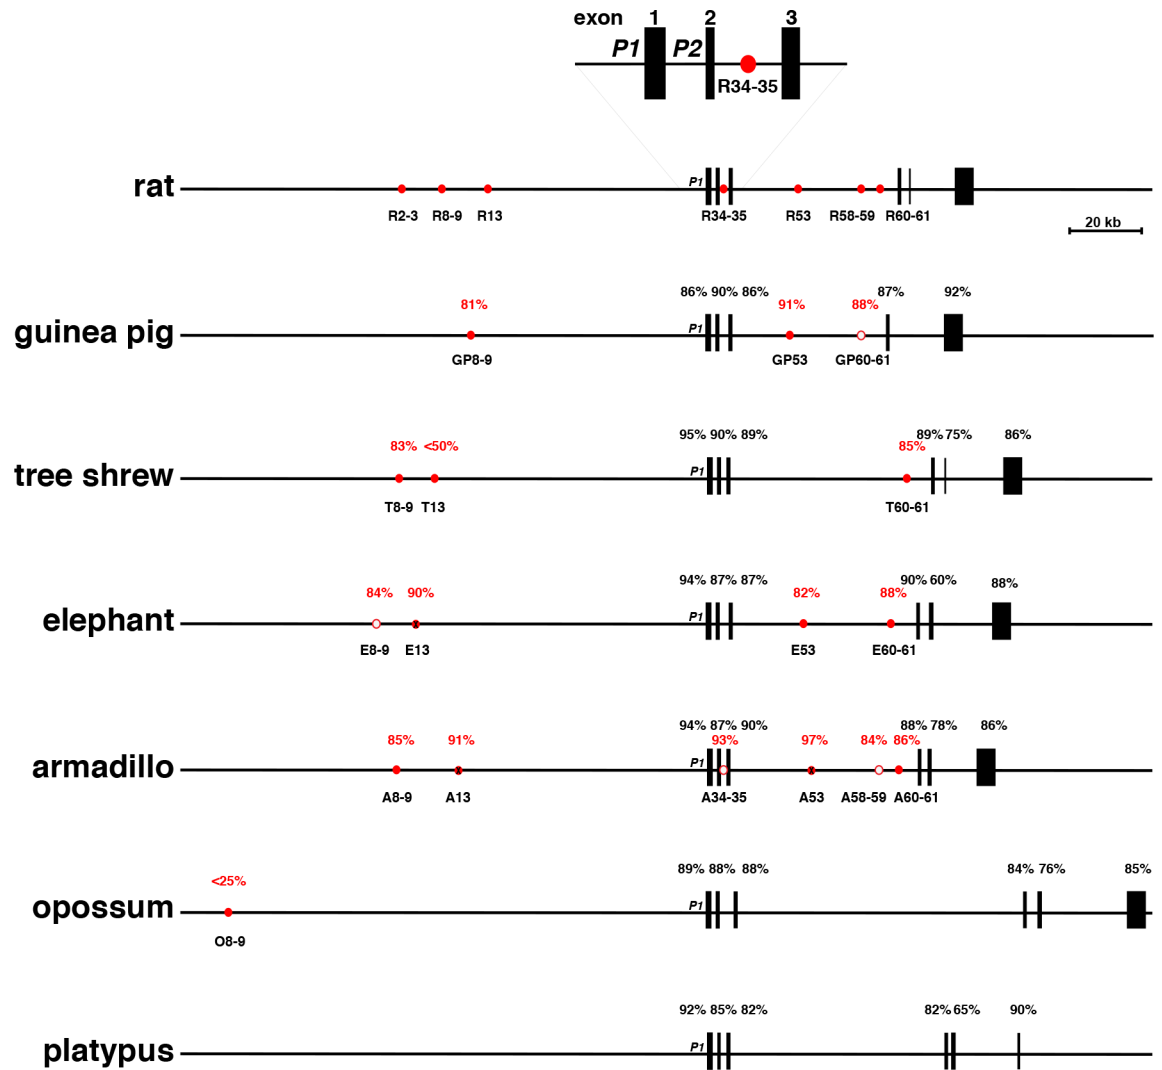 exon 1 2 3
P1 P2
R34-35
rat P1
R2-3 R8-9 R13 R34-35 R53 R58-59 R60-61
20 kb
86% 90% 86% 87% 92%
81% 91% 88%
guinea pig P1
GP8-9 GP53 GP60-61
95% 90% 89% 89% 75% 86%
83% <50% 85%
tree shrew P1
T8-9 T13 T60-61
94% 87% 87% 90% 60% 88%
84% 90% 82% 88%
elephant P1
E8-9 E13 E53 E60-61
94% 87% 90% 88% 78% 86%
85% 91% 93% 97% 84% 86%
armadillo P1
A8-9 A13 A34-35 A53 A58-59 A60-61
89% 88% 88% 84% 76% 85%
<25%
opossum P1
O8-9
92% 85% 82% 82% 65% 90%
platypus P1